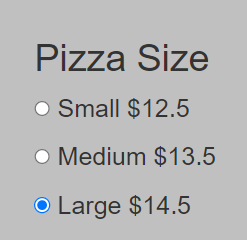 Pizza Size
Small $12.5
Medium $13.5
Large $14.5